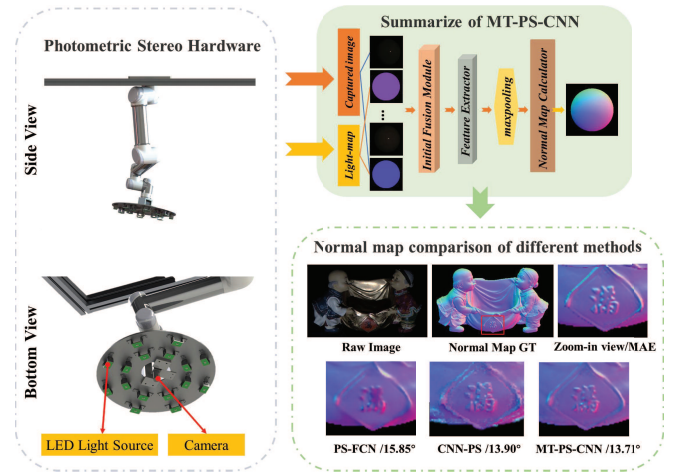 Photometric Stereo Hardware
Side View
Bottom View
LED Light Source
Camera
Summarize of MT-PS-CNN
Captured image
Light-map
...
Initial Fusion Module
Feature Extractor
maxpooling
Normal Map Calculator
Normal map comparison of different methods
Raw Image
Normal Map GT
Zoom-in view/MAE
PS-FCN /15.85°
CNN-PS /13.90°
MT-PS-CNN /13.71°